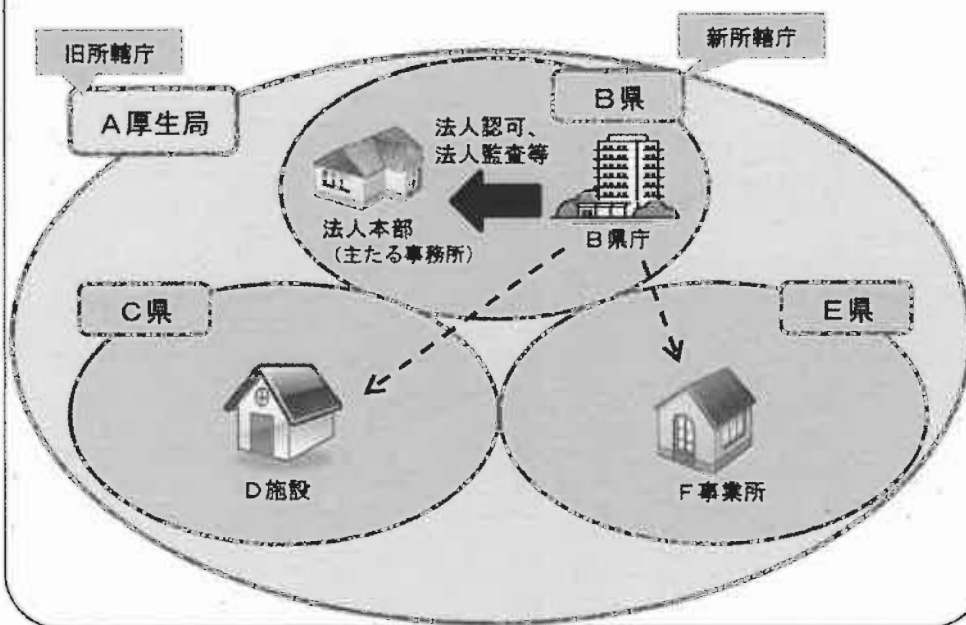 旧所轄庁
新所轄庁
A厚生局
B県
法人認可、
法人監査等
法人本部
(主たる事務所)
B県庁
C県
E県
D施設
F事業所